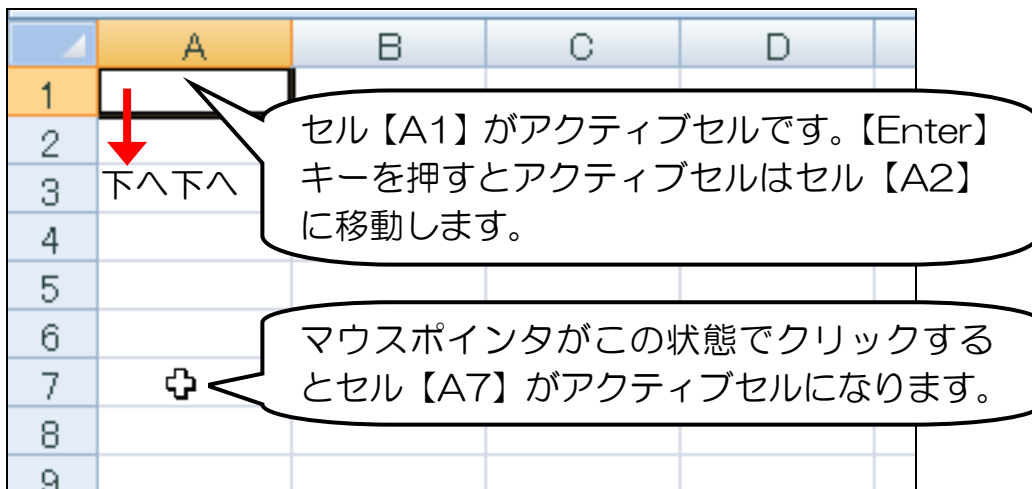 A B C D
1
セル【A1】がアクティブセルです。【Enter】
キーを押すとアクティブセルはセル【A2】
に移動します。
2
3
下へ下へ
4
5
6
マウスポインタがこの状態でクリックする
とセル【A7】がアクティブセルになります。
7
8
9